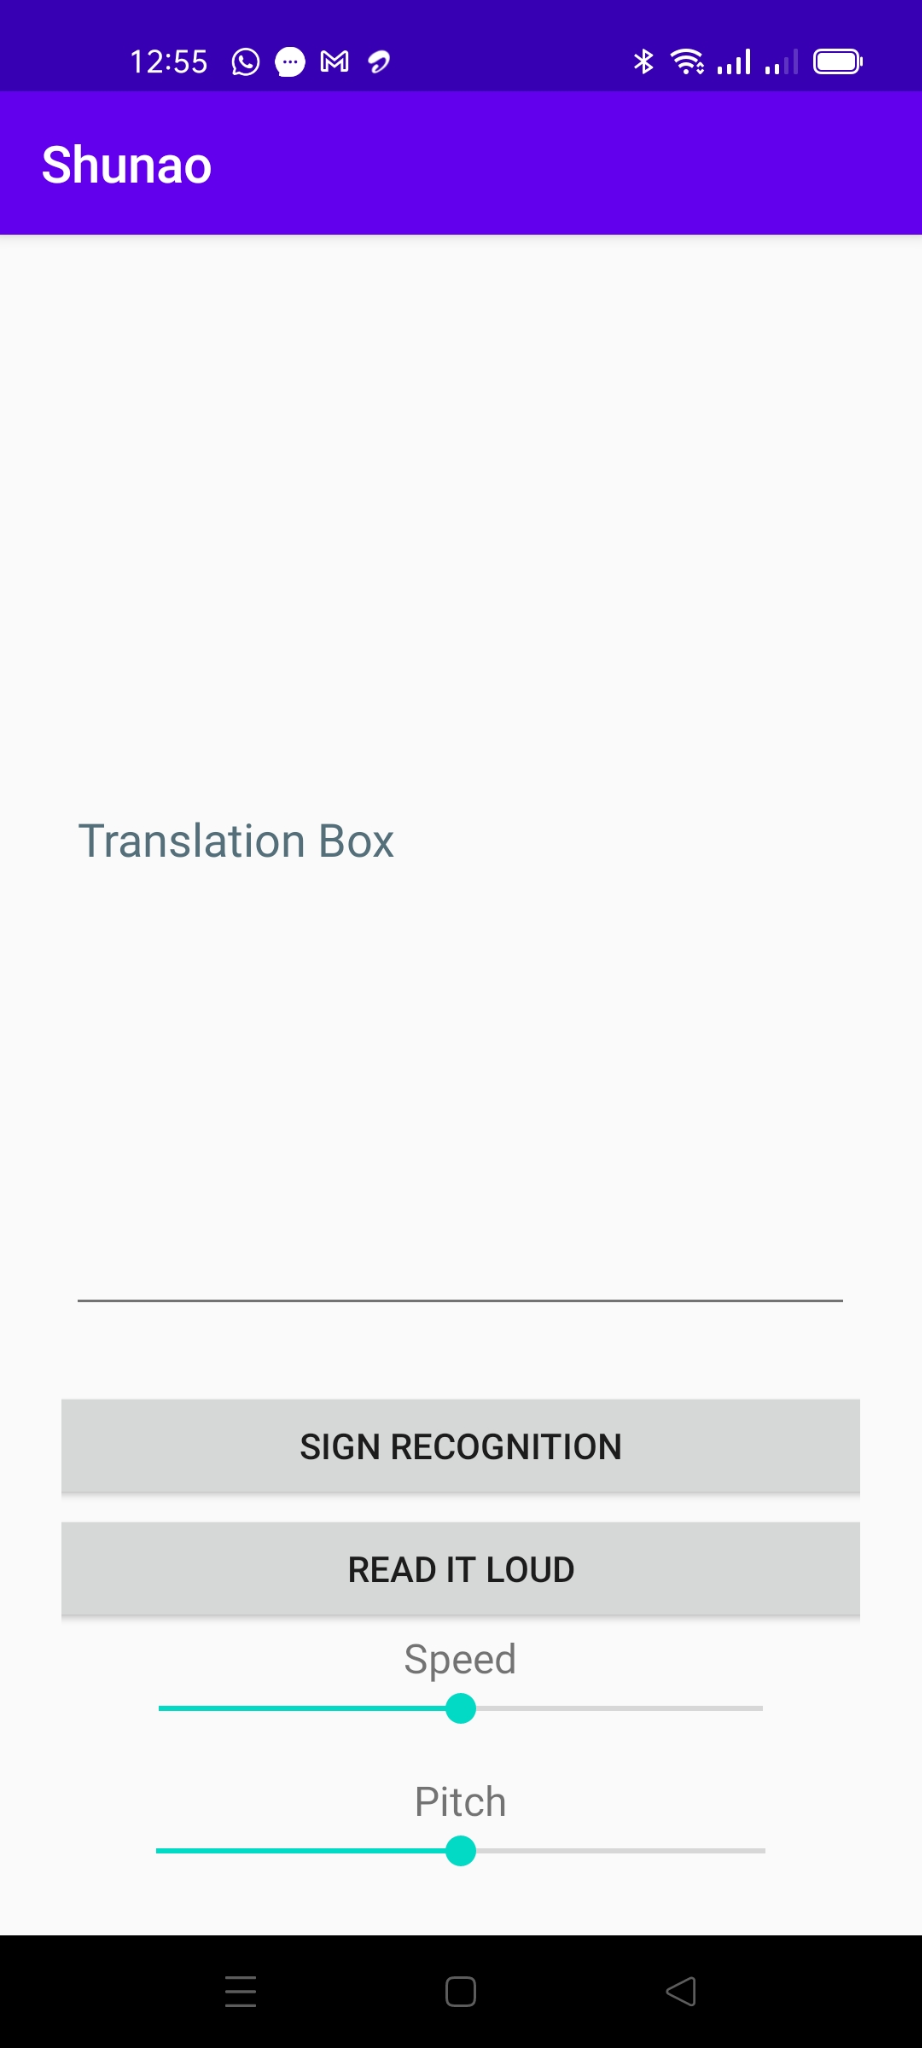 12:55
Shunao
Translation Box
SIGN RECOGNITION
READ IT LOUD
Speed
Pitch